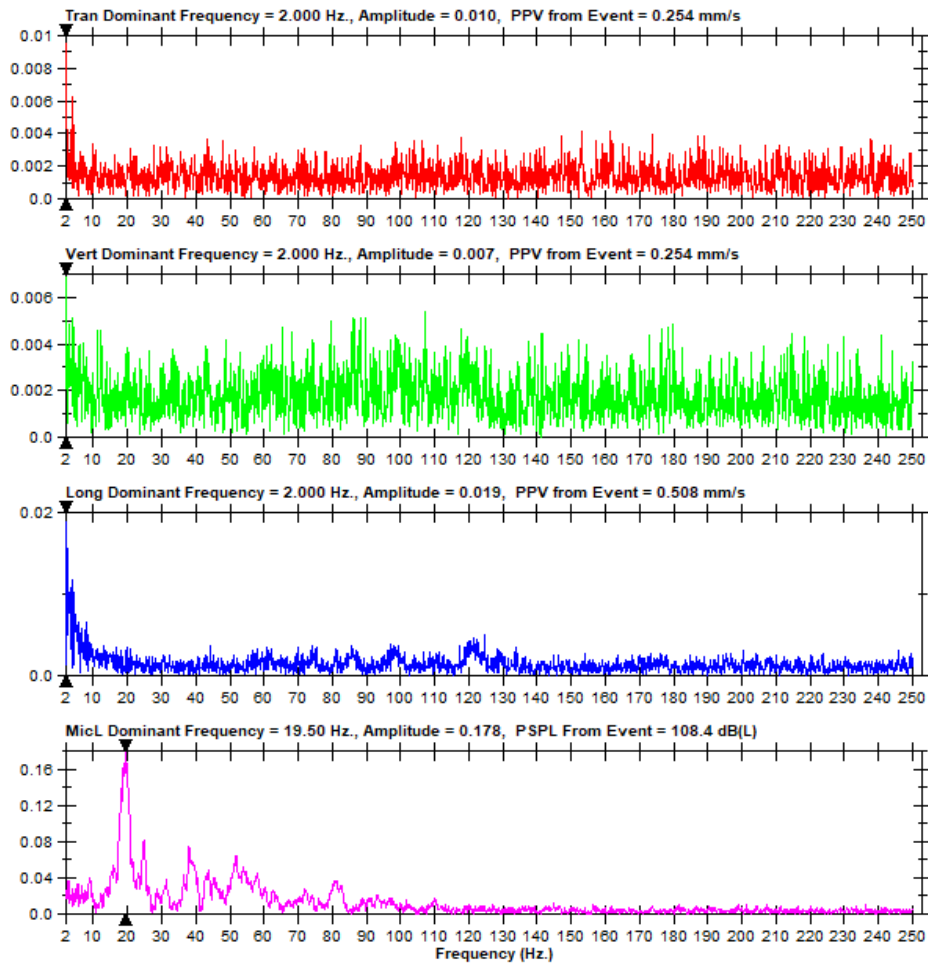 Tran Dominant Frequency = 2.000 Hz., Amplitude = 0.010, PPV from Event = 0.254 mm/s
0.01
0.008
0.006
0.004
0.002
0.0
2 10 20 30 40 50 60 70 80 90 100 110 120 130 140 150 160 170 180 190 200 210 220 230 240 250
Vert Dominant Frequency = 2.000 Hz., Amplitude = 0.007, PPV from Event = 0.254 mm/s
0.006
0.004
0.002
0.0
2 10 20 30 40 50 60 70 80 90 100 110 120 130 140 150 160 170 180 190 200 210 220 230 240 250
Long Dominant Frequency = 2.000 Hz., Amplitude = 0.019, PPV from Event = 0.508 mm/s
0.02
0.0
2 10 20 30 40 50 60 70 80 90 100 110 120 130 140 150 160 170 180 190 200 210 220 230 240 250
MicL Dominant Frequency = 19.50 Hz., Amplitude = 0.178, PSPL From Event = 108.4 dB(L)
0.16
0.12
0.08
0.04
0.0
2 10 20 30 40 50 60 70 80 90 100 110 120 130 140 150 160 170 180 190 200 210 220 230 240 250
Frequency (Hz.)